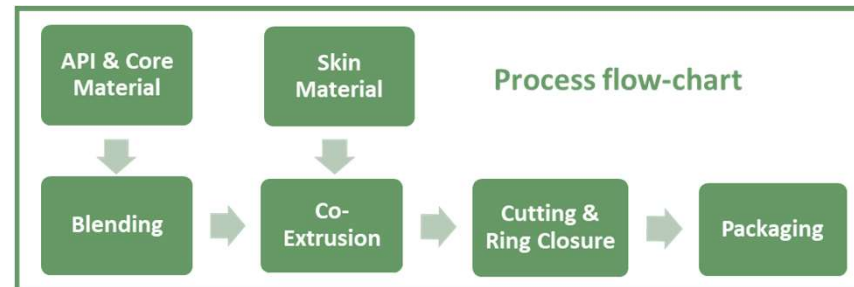 API & Core
Material
Skin
Material
Process flow-chart
Blending
Co-
Extrusion
Cutting &
Ring Closure
Packaging